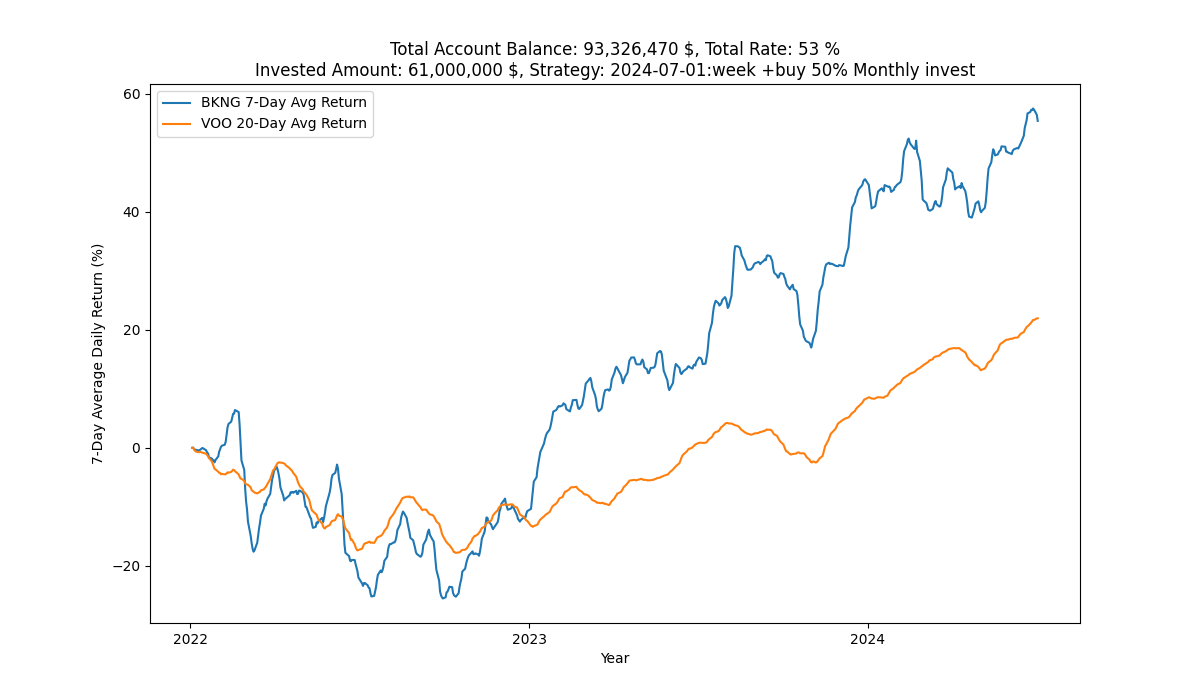 Total Account Balance: 93,326,470 $, Total Rate: 53 %
Invested Amount: 61,000,000 $, Strategy: 2024-07-01:week +buy 50% Monthly invest
BKNG 7-Day Avg Return
VOO 20-Day Avg Return
7-Day Average Daily Return (%)
60
40
20
0
−20
2022
2023
2024
Year